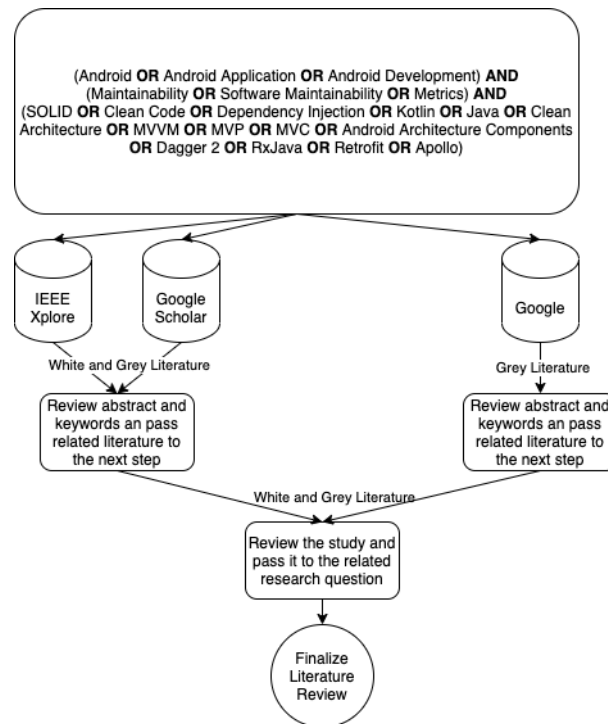 (Android OR Android Application OR Android Development) AND
(Maintainability OR Software Maintainability OR Metrics) AND
(SOLID OR Clean Code OR Dependency Injection OR Kotlin OR Java OR Clean
Architecture OR MVVM OR MVP OR MVC OR Android Architecture Components
OR Dagger 2 OR RxJava OR Retrofit OR Apollo)
IEEE
Xplore
Google
Scholar
Google
White and Grey Literature
Grey Literature
Review abstract and
keywords an pass
related literature to
the next step
Review abstract and
keywords an pass
related literature to
the next step
White and Grey Literature
Review the study and
pass it to the related
research question
Finalize
Literature
Review